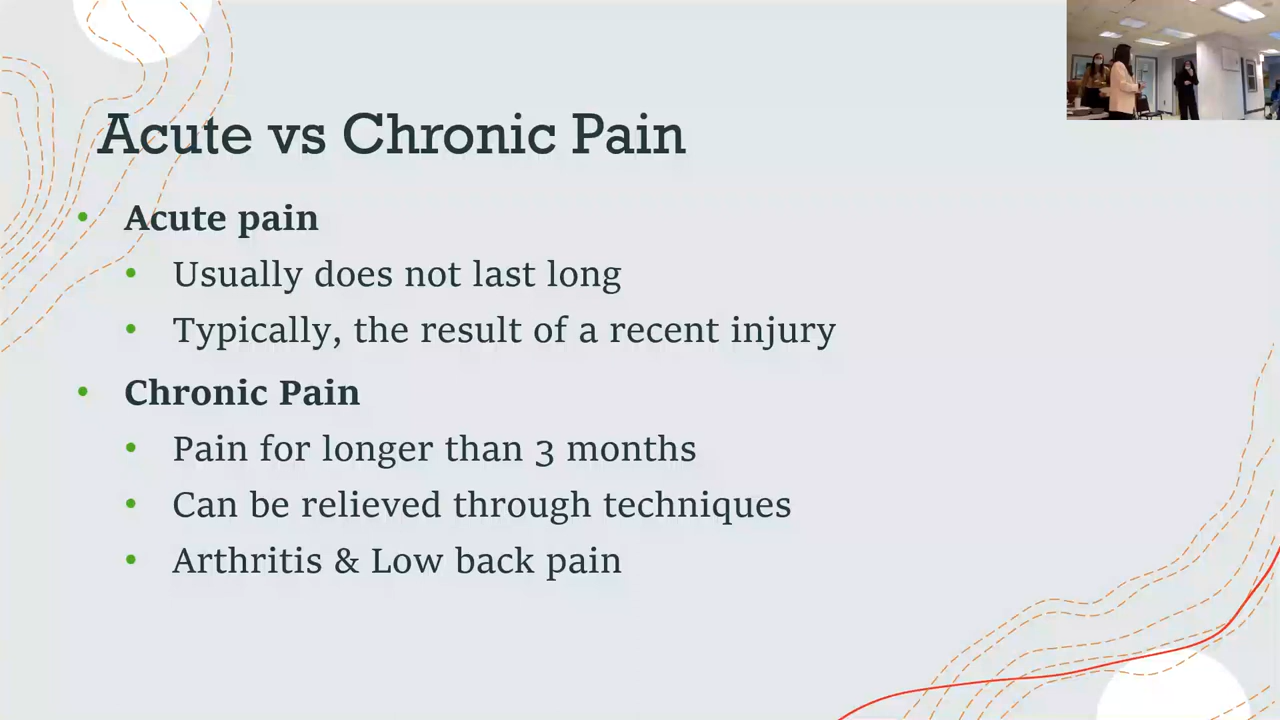 Acute vs Chronic Pain
• Acute pain
• Usually does not last long
• Typically, the result of a recent injury
• Chronic Pain
• Pain for longer than 3 months
• Can be relieved through techniques
• Arthritis & Low back pain